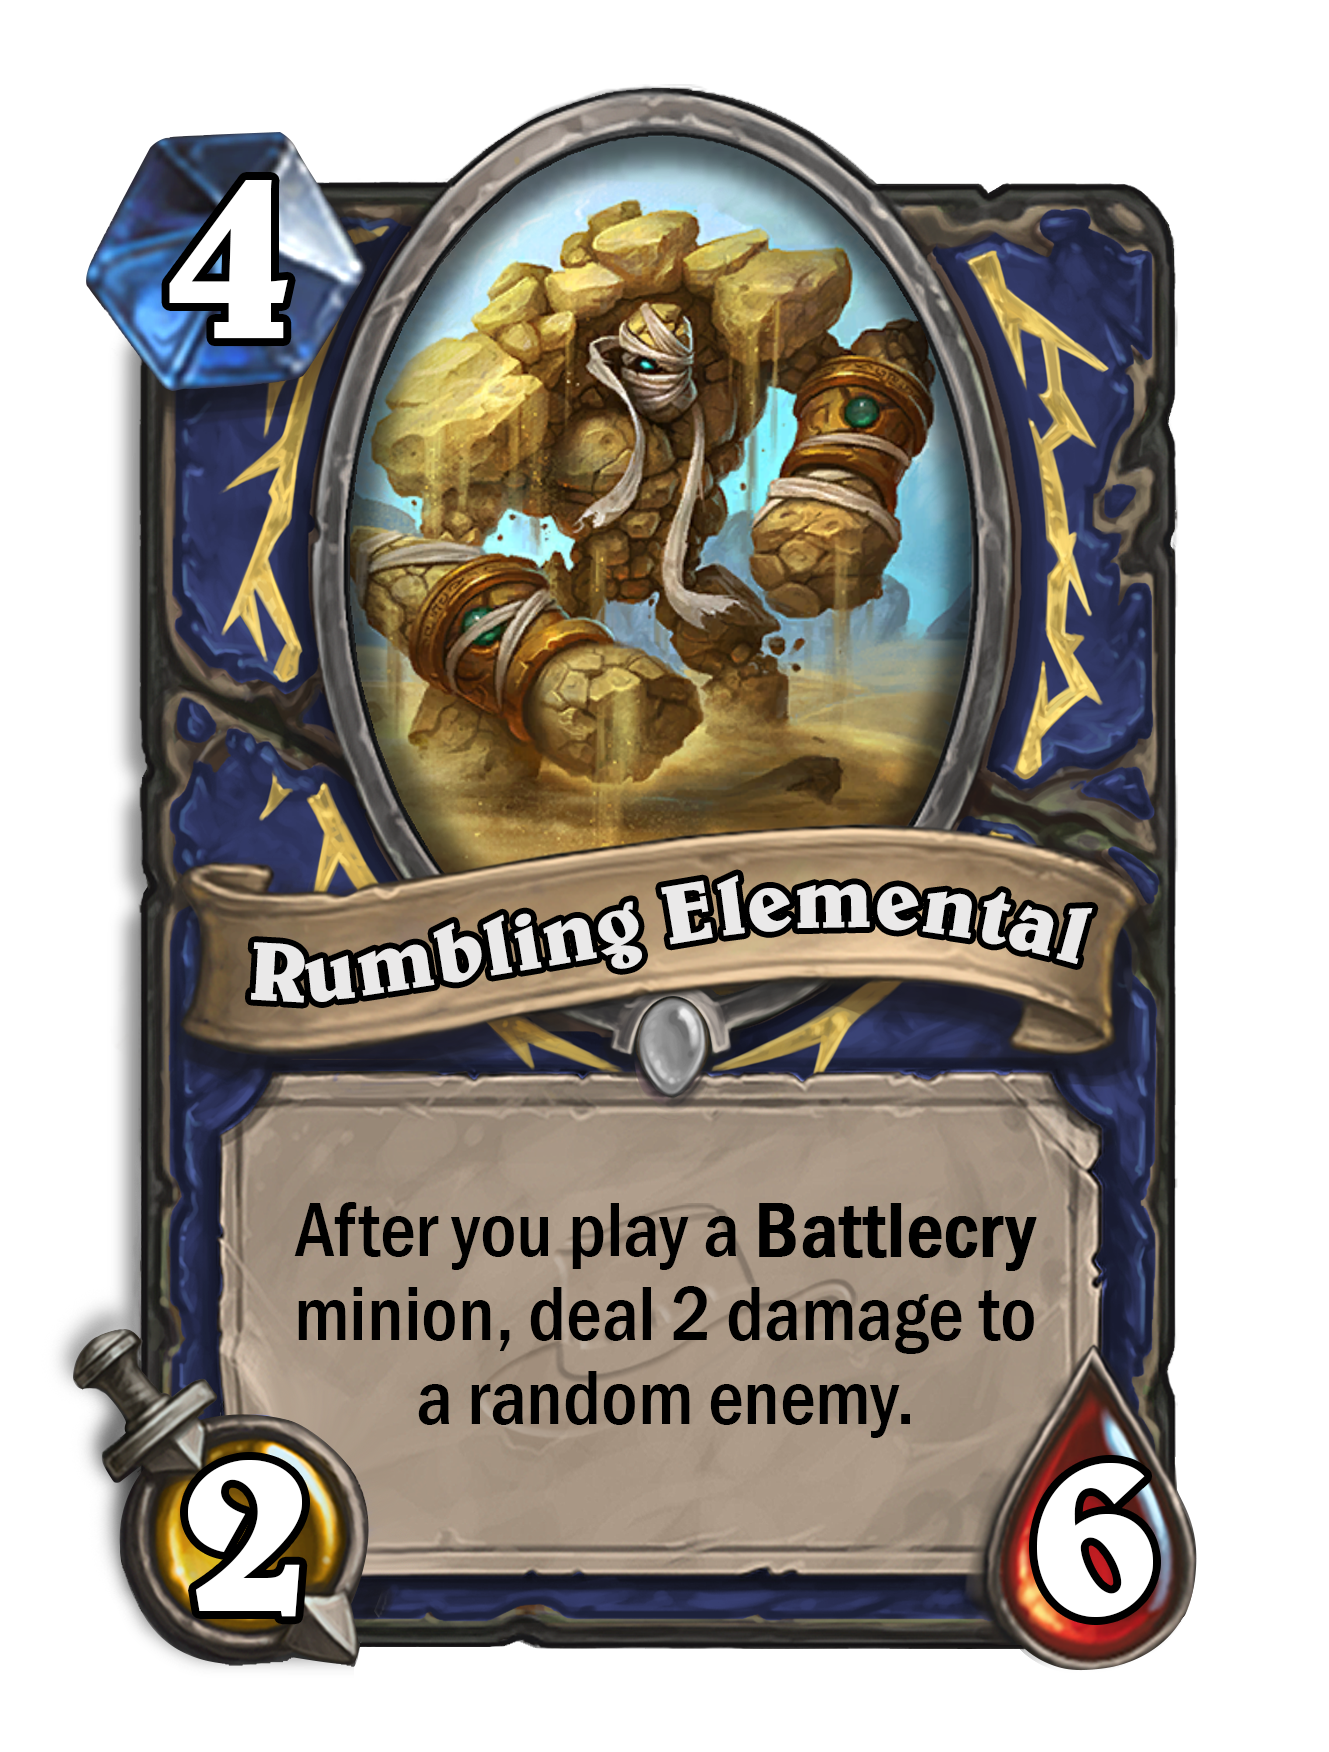 4
Rumbling Elemental
After you play a Battlecry
minion, deal 2 damage to
a random enemy.
2
6